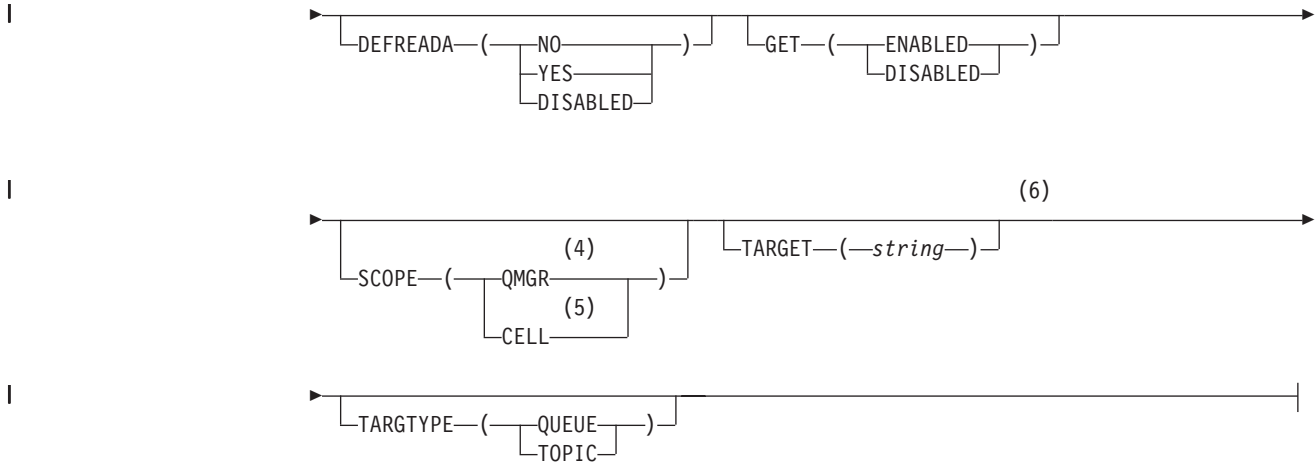 DEFREADA ( NO ) GET ( ENABLED )
YES DISABLED
DISABLED
(6)
TARGET ( string )
(4)
SCOPE ( QMGR )
(5)
CELL
TARGTYPE ( QUEUE )
TOPIC